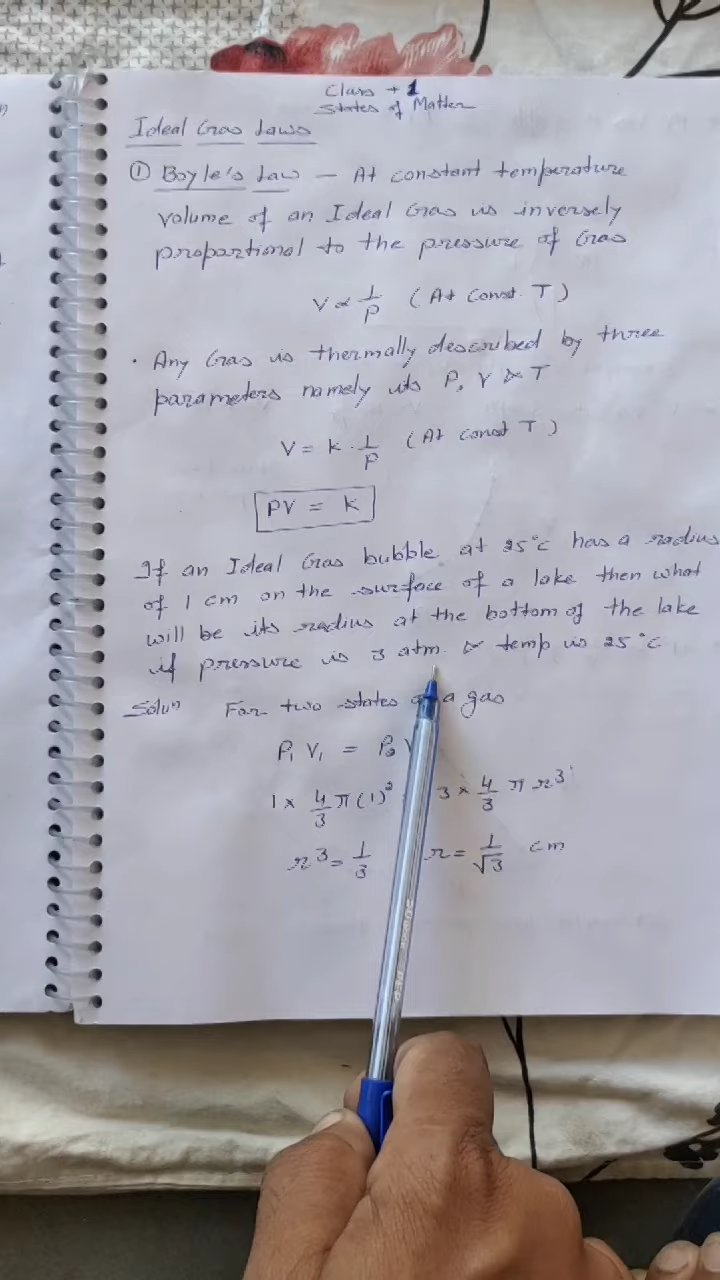 Class + 1
States of Matter
Ideal Gas Laws
① Boyle's Law — At constant temperature
volume of an Ideal Gas is inversely
propartional to the pressure of Gas
V ∝ 1/P (At Const. T)
· Any Gas is thermally described by three
parameters namely its P, V & T
V = k · 1/P (At const T)
PV = k
If an Ideal Gas bubble at 25°C has a radius
of 1 cm on the surface of a lake then what
will be its radius at the bottom of the lake
if pressure is 3 atm. & temp is 25°C
Solun For two states a gas
P₁ V₁ = P₂ V
1 × 4/3 π (1)² 3 × 4/3 π r³
r³ = 1/3 r = 1/√3 cm